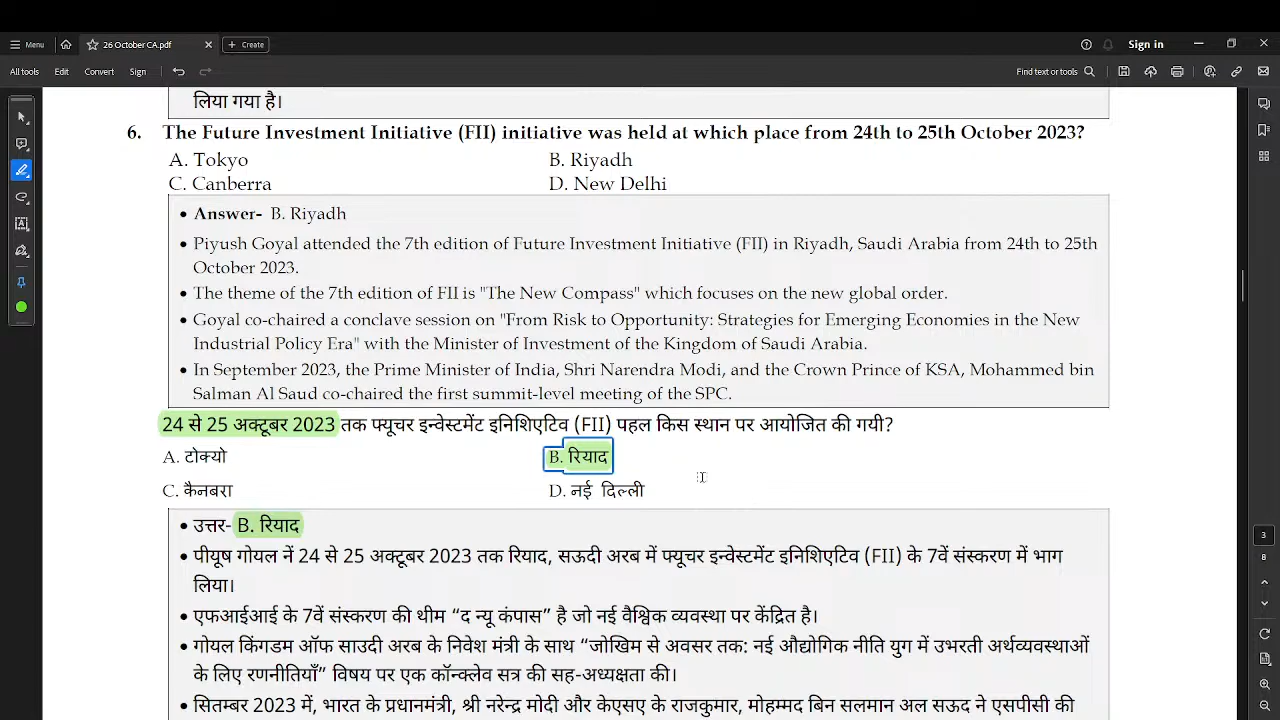 Menu
26 October CA.pdf
Create
Sign in
All tools Edit Convert Sign
Find text or tools
लिया गया है।
6. The Future Investment Initiative (FII) initiative was held at which place from 24th to 25th October 2023?
A. Tokyo B. Riyadh
C. Canberra D. New Delhi
• Answer- B. Riyadh
• Piyush Goyal attended the 7th edition of Future Investment Initiative (FII) in Riyadh, Saudi Arabia from 24th to 25th
October 2023.
• The theme of the 7th edition of FII is "The New Compass" which focuses on the new global order.
• Goyal co-chaired a conclave session on "From Risk to Opportunity: Strategies for Emerging Economies in the New
Industrial Policy Era" with the Minister of Investment of the Kingdom of Saudi Arabia.
• In September 2023, the Prime Minister of India, Shri Narendra Modi, and the Crown Prince of KSA, Mohammed bin
Salman Al Saud co-chaired the first summit-level meeting of the SPC.
24 से 25 अक्टूबर 2023 तक फ्यूचर इन्वेस्टमेंट इनिशिएटिव (FII) पहल किस स्थान पर आयोजित की गयी?
A. टोक्यो B. रियाद
C. कैनबरा D. नई दिल्ली
• उत्तर- B. रियाद
• पीयूष गोयल नें 24 से 25 अक्टूबर 2023 तक रियाद, सऊदी अरब में फ्यूचर इन्वेस्टमेंट इनिशिएटिव (FII) के 7वें संस्करण में भाग
लिया।
• एफआईआई के 7वें संस्करण की थीम “द न्यू कंपास” है जो नई वैश्विक व्यवस्था पर केंद्रित है।
• गोयल किंगडम ऑफ साउदी अरब के निवेश मंत्री के साथ “जोखिम से अवसर तक: नई औद्योगिक नीति युग में उभरती अर्थव्यवस्थाओं
के लिए रणनीतियाँ” विषय पर एक कॉन्क्लेव सत्र की सह-अध्यक्षता की।
• सितम्बर 2023 में, भारत के प्रधानमंत्री, श्री नरेन्द्र मोदी और केएसए के राजकुमार, मोहम्मद बिन सलमान अल सऊद ने एसपीसी की
3
8